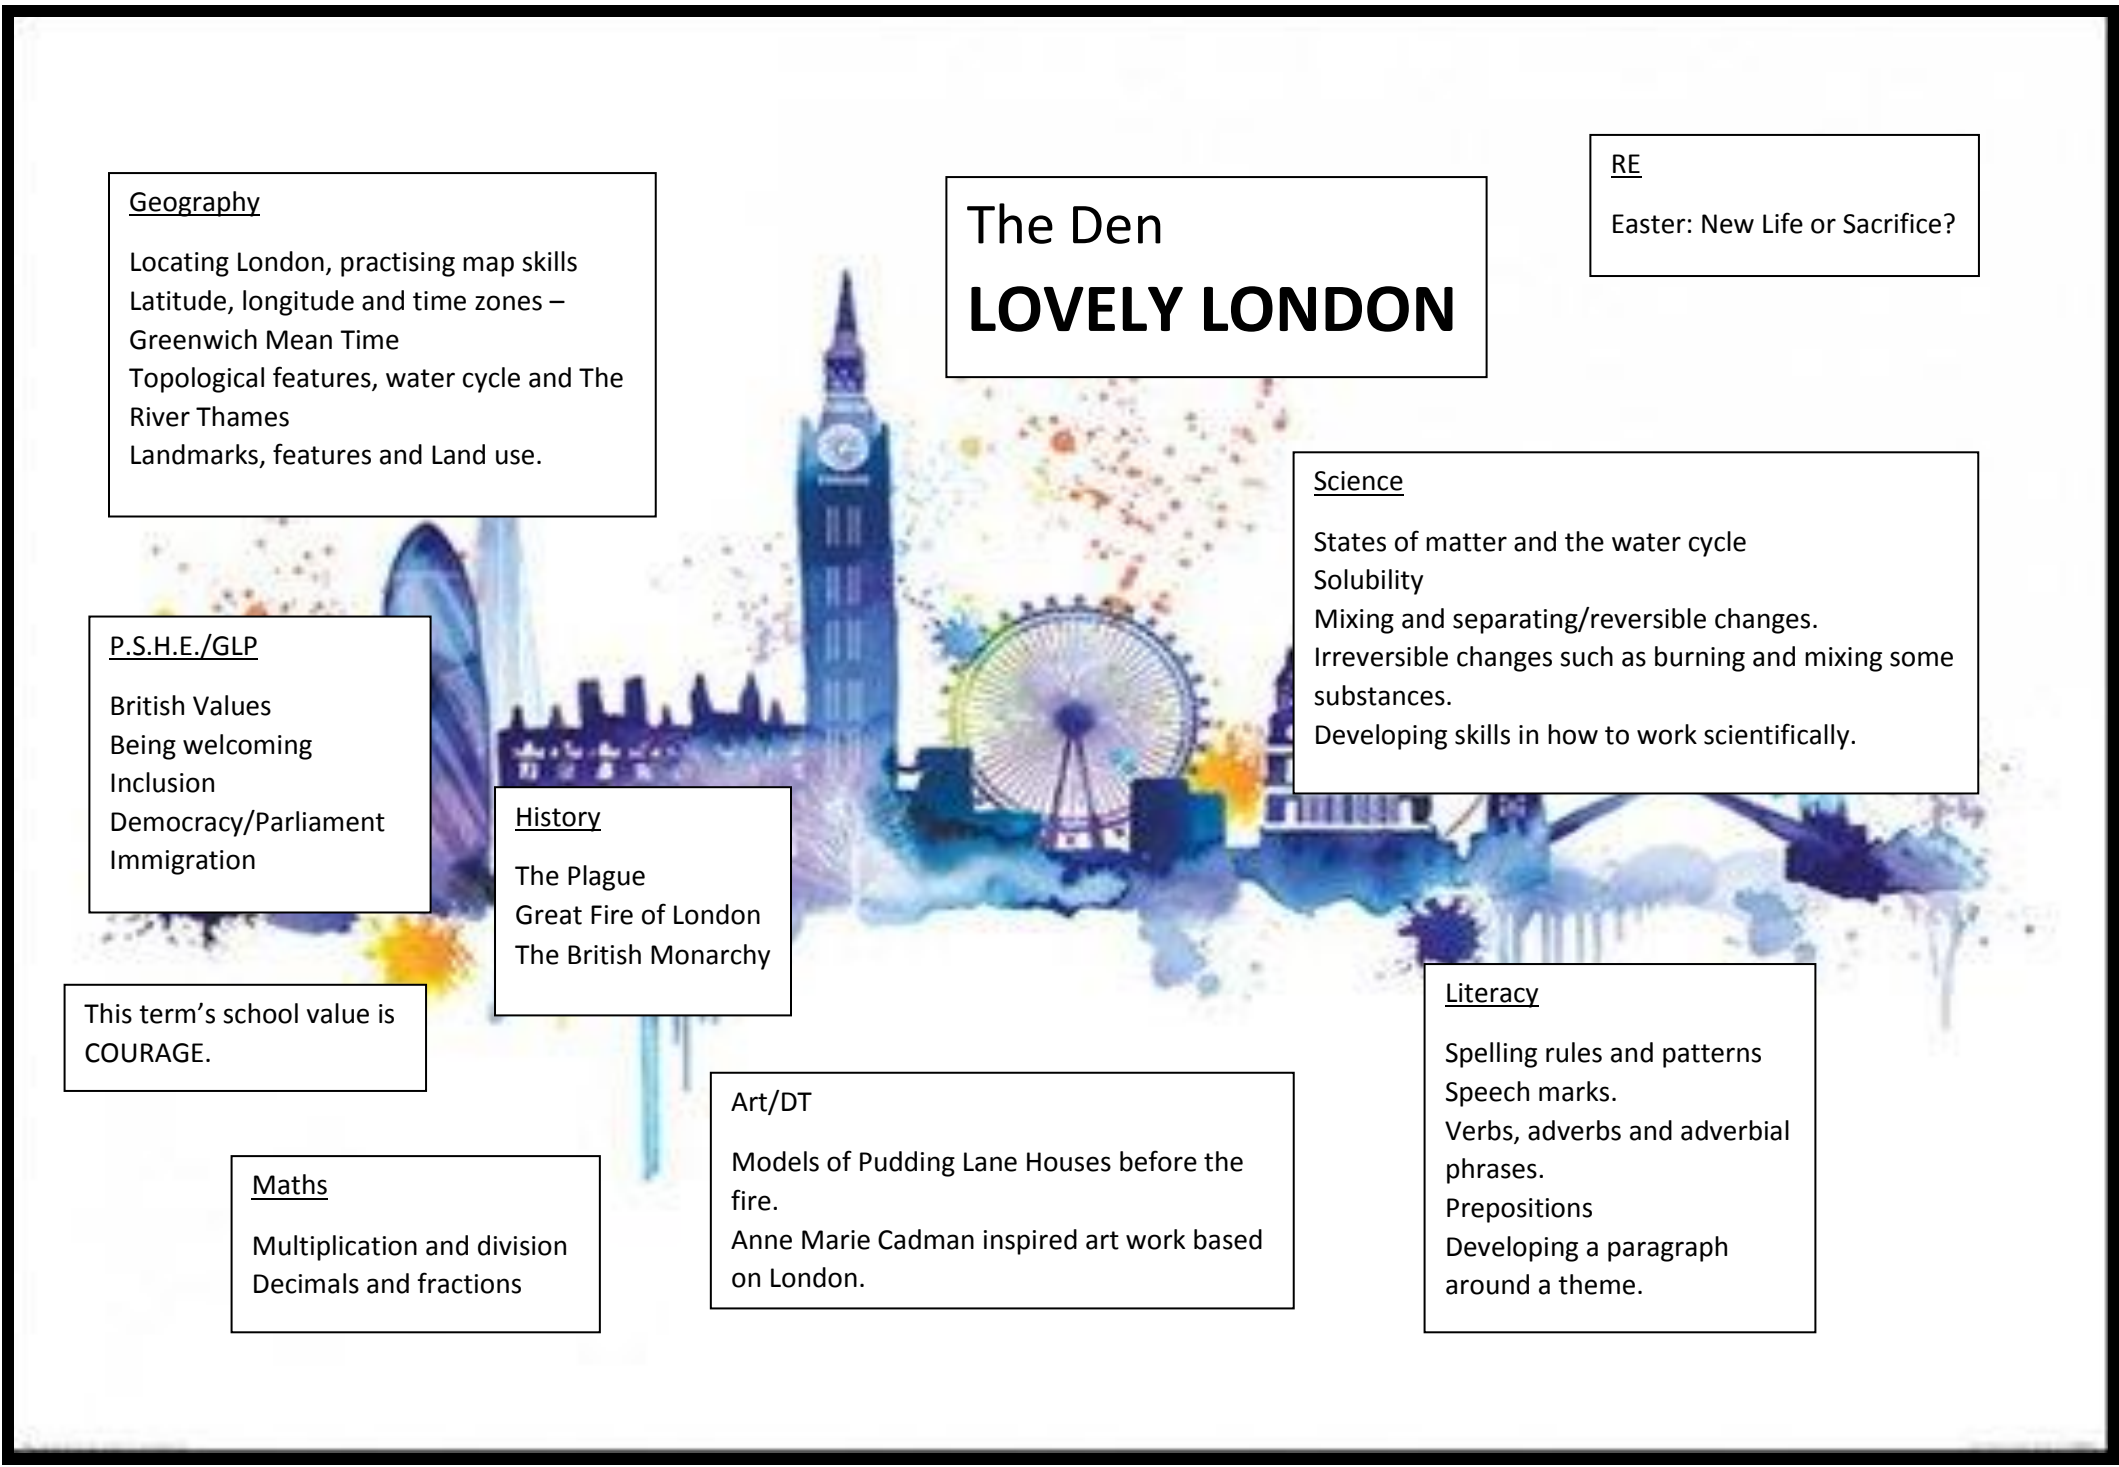 The Den
LOVELY LONDON
RE
Easter: New Life or Sacrifice?
Geography
Locating London, practising map skills
Latitude, longitude and time zones –
Greenwich Mean Time
Topological features, water cycle and The
River Thames
Landmarks, features and Land use.
Science
States of matter and the water cycle
Solubility
Mixing and separating/reversible changes.
Irreversible changes such as burning and mixing some
substances.
Developing skills in how to work scientifically.
P.S.H.E./GLP
British Values
Being welcoming
Inclusion
Democracy/Parliament
Immigration
History
The Plague
Great Fire of London
The British Monarchy
This term’s school value is
COURAGE.
Literacy
Spelling rules and patterns
Speech marks.
Verbs, adverbs and adverbial
phrases.
Prepositions
Developing a paragraph
around a theme.
Art/DT
Models of Pudding Lane Houses before the
fire.
Anne Marie Cadman inspired art work based
on London.
Maths
Multiplication and division
Decimals and fractions